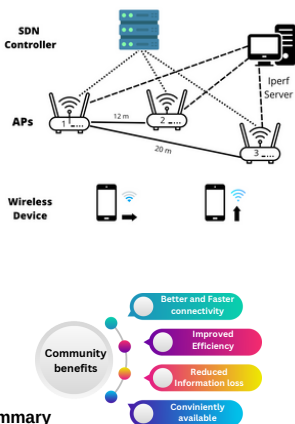 SDN
Controller
Iperf
Server
APs
1
12 m
2
20 m
3
Wireless
Device
Better and Faster
connectivity
Improved
Efficiency
Community
benefits
Reduced
Information loss
Conviniently
available
mmary